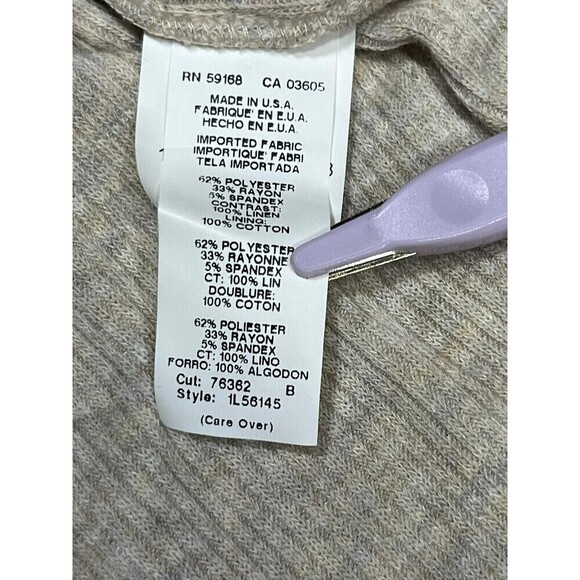 RN 59168 CA 03605
MADE IN U.S.A.
FABRIQUE' EN E.U.A.
HECHO EN E.U.A.
IMPORTED FABRIC
IMPORTIQUE' FABRI
TELA IMPORTADA
62% POLYESTER
33% RAYON
5% SPANDEX
CONTRAST:
100% LINEN
LINING:
100% COTTON
62% POLYESTER
33% RAYONNE
5% SPANDEX
CT: 100% LIN
DOUBLURE:
100% COTON
62% POLIESTER
33% RAYON
5% SPANDEX
CT: 100% LINO
FORRO: 100% ALGODON
Cut: 76362 B
Style: 1L56145
(Care Over)